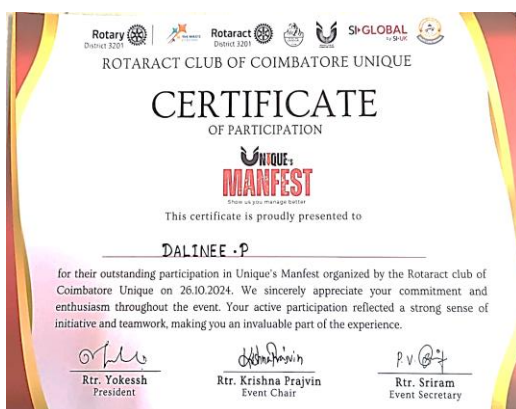 Rotary District 3201 Rotaract District 3201 SI-GLOBAL by SI-UK
ROTARACT CLUB OF COIMBATORE UNIQUE
CERTIFICATE
OF PARTICIPATION
UNIQUE's
MANFEST
Show us you manage better
This certificate is proudly presented to
DALINEE.P
for their outstanding participation in Unique's Manfest organized by the Rotaract club of
Coimbatore Unique on 26.10.2024. We sincerely appreciate your commitment and
enthusiasm throughout the event. Your active participation reflected a strong sense of
initiative and teamwork, making you an invaluable part of the experience.
Rtr. Yokessh Rtr. Krishna Prajvin Rtr. Sriram
President Event Chair Event Secretary